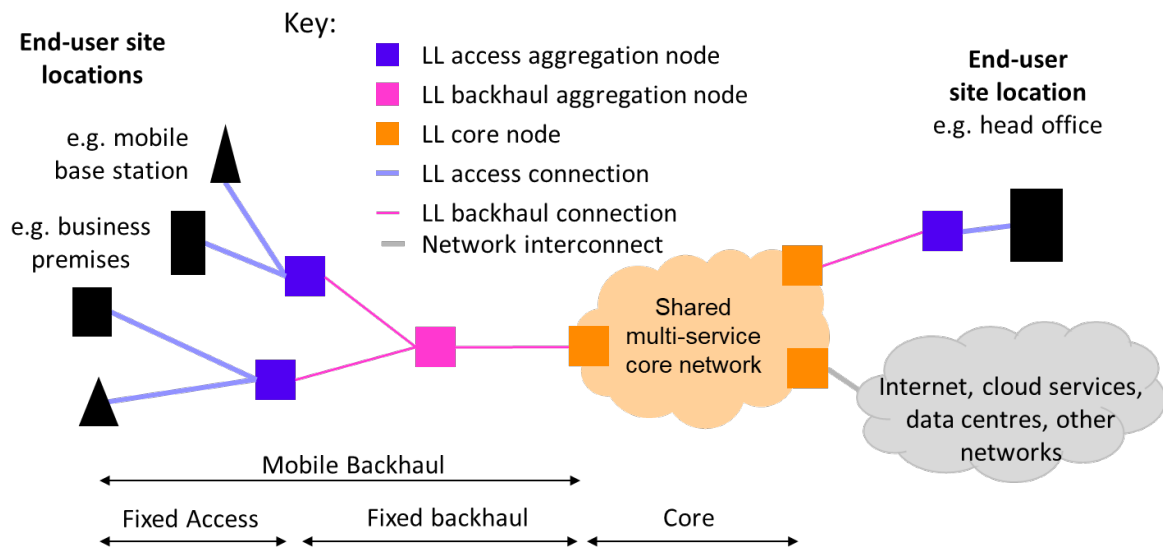 Key:
End-user site
locations
LL access aggregation node
LL backhaul aggregation node
LL core node
LL access connection
LL backhaul connection
Network interconnect
End-user
site location
e.g. head office
e.g. mobile
base station
e.g. business
premises
Shared
multi-service
core network
Internet, cloud services,
data centres, other
networks
Mobile Backhaul
Fixed Access
Fixed backhaul
Core